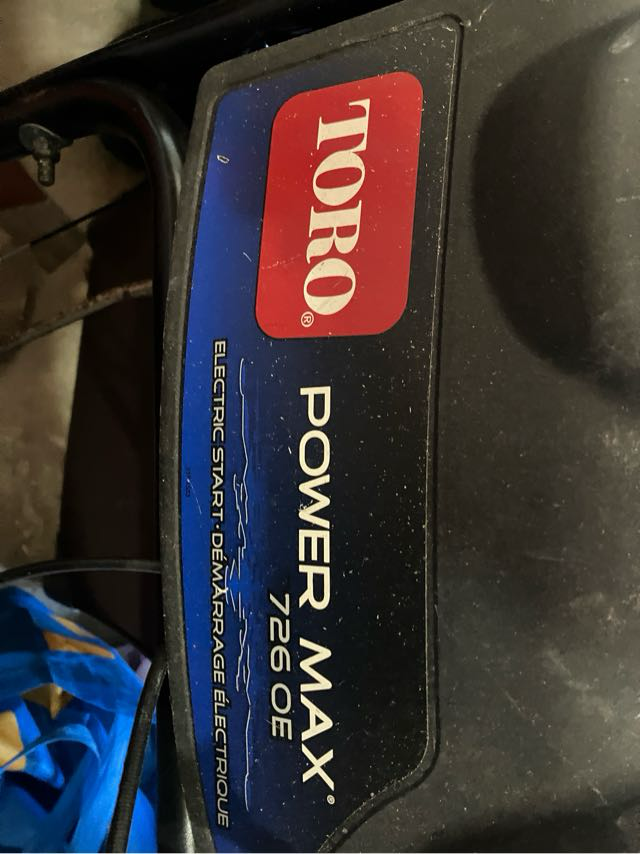 TORO®
POWER MAX®
726 OE
ELECTRIC START · DÉMARRAGE ÉLECTRIQUE